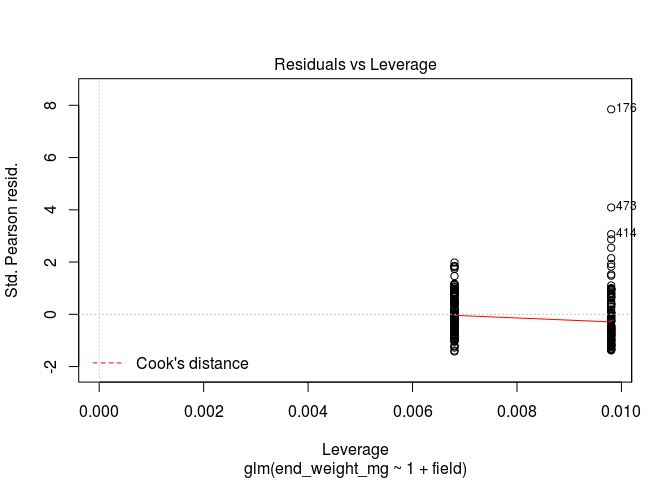 Residuals vs Leverage
Std. Pearson resid.
8
6
4
2
0
-2
176
473
414
Cook's distance
0.000 0.002 0.004 0.006 0.008 0.010
Leverage
glm(end_weight_mg ~ 1 + field)